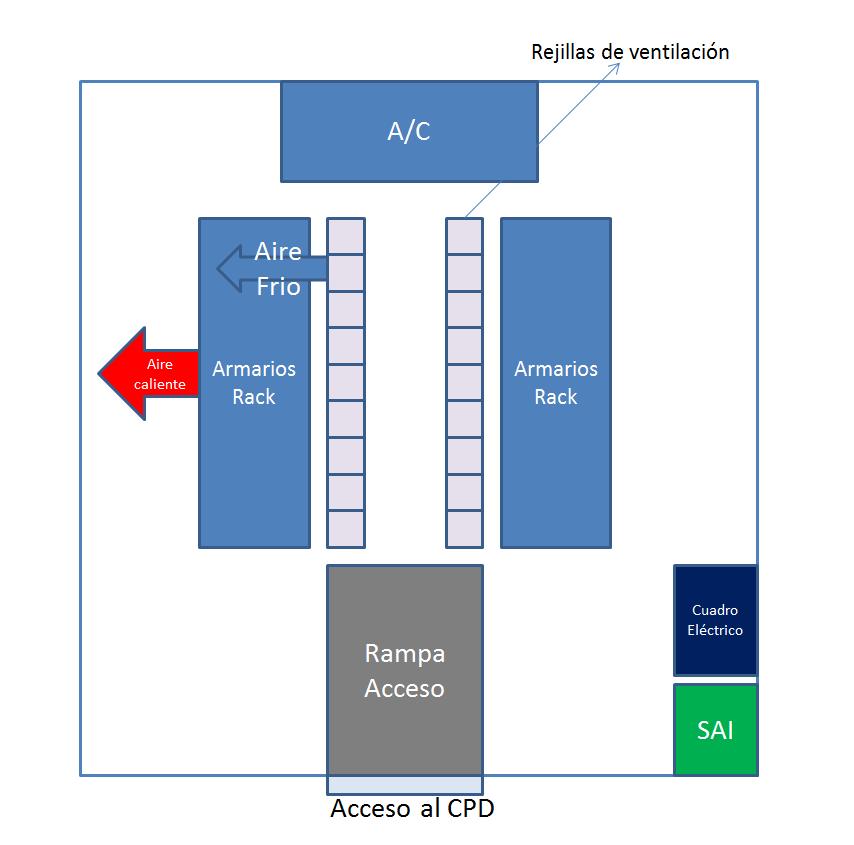 Rejillas de ventilación
A/C
Aire
Frio
Aire
caliente
Armarios
Rack
Armarios
Rack
Cuadro
Eléctrico
Rampa
Acceso
SAI
Acceso al CPD